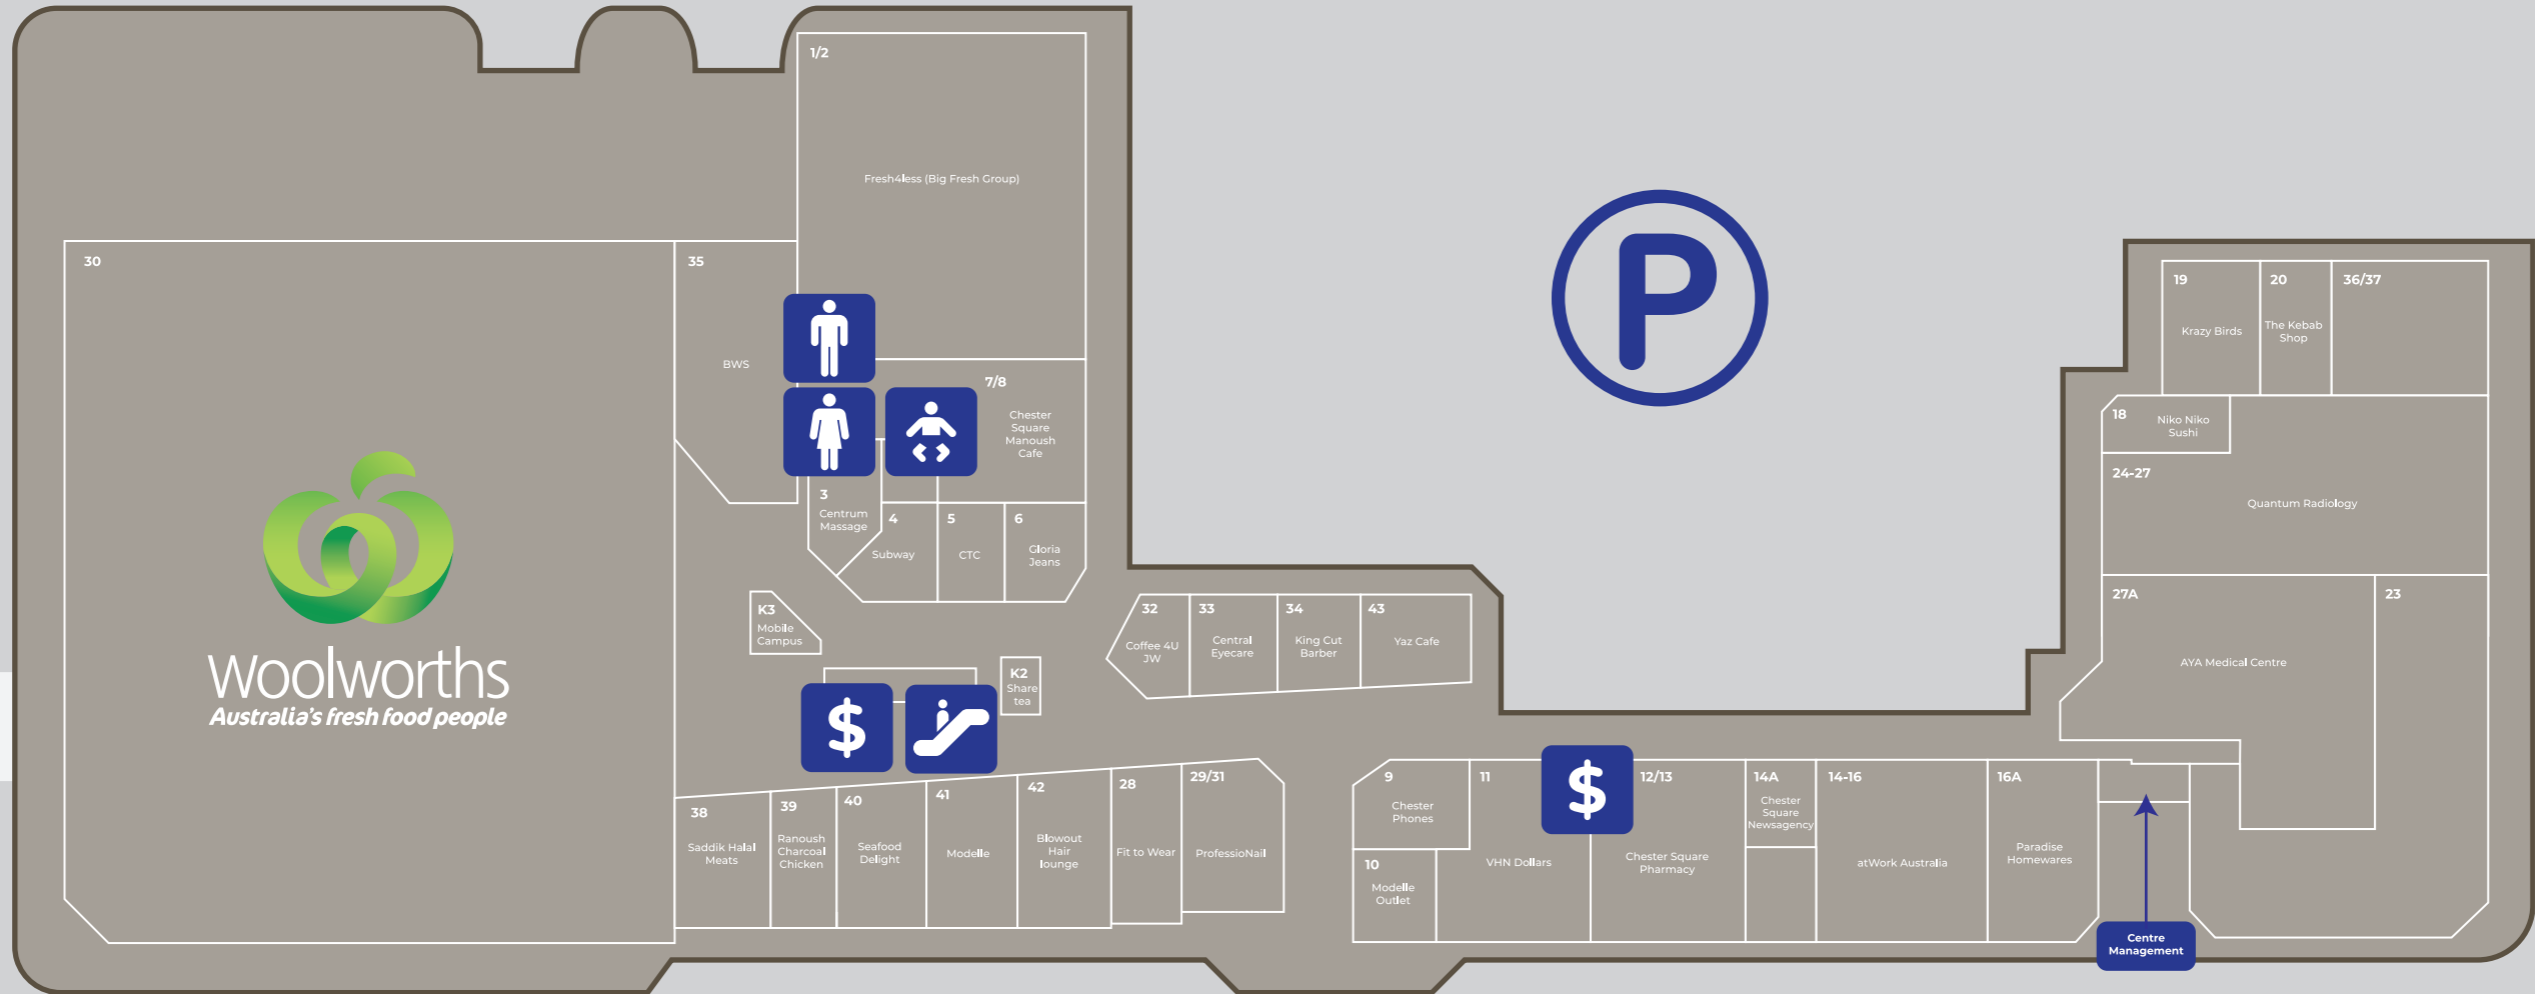 1/2
Fresh4less (Big Fresh Group)
30
Woolworths
Australia's fresh food people
35
BWS
7/8
Chester
Square
Manoush
Cafe
3
Centrum
Massage
4
Subway
5
CTC
6
Gloria
Jeans
K3
Mobile
Campus
$
K2
Share
tea
32
Coffee 4U
JW
33
Central
Eyecare
34
King Cut
Barber
43
Yaz Cafe
38
Saddik Halal
Meats
39
Ranoush
Charcoal
Chicken
40
Seafood
Delight
41
Modelle
42
Blowout
Hair
lounge
28
Fit to Wear
29/31
ProfessioNail
P
9
Chester
Phones
10
Modelle
Outlet
11
VHN Dollars
$
12/13
Chester Square
Pharmacy
14A
Chester
Square
Newsagency
14-16
atWork Australia
16A
Paradise
Homewares
Centre
Management
19
Krazy Birds
20
The Kebab
Shop
36/37
18
Niko Niko
Sushi
24-27
Quantum Radiology
27A
AYA Medical Centre
23